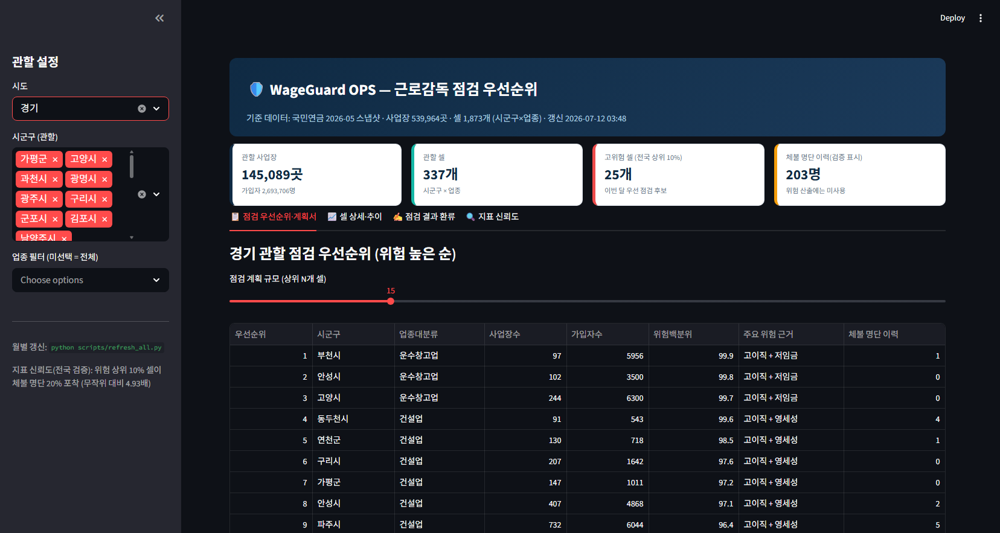 Deploy
관할 설정
시도
경기
시군구 (관할)
가평군 × 고양시 ×
과천시 × 광명시 ×
광주시 × 구리시 ×
군포시 × 김포시 ×
남양주시 ×
업종 필터 (미선택 = 전체)
Choose options
월별 갱신: python scripts/refresh_all.py
지표 신뢰도(전국 검증): 위험 상위 10% 셀이
체불 명단 20% 포착 (무작위 대비 4.93배)
WageGuard OPS — 근로감독 점검 우선순위
기준 데이터: 국민연금 2026-05 스냅샷 · 사업장 539,964곳 · 셀 1,873개 (시군구×업종) · 갱신 2026-07-12 03:48
관할 사업장
145,089곳
가입자 2,693,706명
관할 셀
337개
시군구 × 업종
고위험 셀 (전국 상위 10%)
25개
이번 달 우선 점검 후보
체불 명단 이력(검증 표시)
203명
위험 산출에는 미사용
점검 우선순위·계획서 셀 상세·추이 점검 결과 환류 지표 신뢰도
경기 관할 점검 우선순위 (위험 높은 순)
점검 계획 규모 (상위 N개 셀)
15
우선순위 시군구 업종대분류 사업장수 가입자수 위험백분위 주요 위험 근거 체불 명단 이력
1 부천시 운수창고업 97 5956 99.9 고이직 + 저임금 1
2 안성시 운수창고업 102 3500 99.8 고이직 + 저임금 0
3 고양시 운수창고업 244 6300 99.7 고이직 + 저임금 0
4 동두천시 건설업 91 543 99.6 고이직 + 영세성 4
5 연천군 건설업 130 718 98.5 고이직 + 영세성 1
6 구리시 건설업 207 1642 97.6 고이직 + 영세성 0
7 가평군 건설업 147 1011 97.2 고이직 + 영세성 0
8 안성시 건설업 407 4868 97.1 고이직 + 영세성 2
9 파주시 건설업 732 6044 96.4 고이직 + 영세성 5